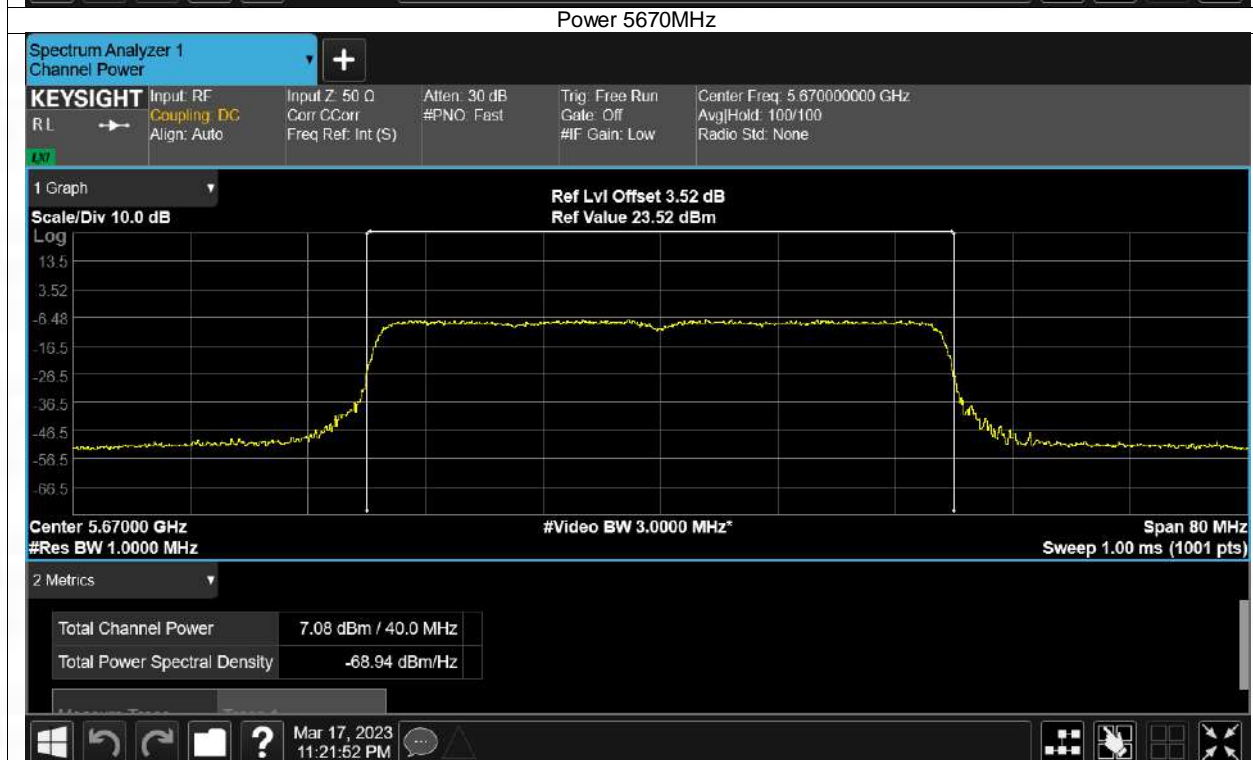 Power 5670MHz
Spectrum Analyzer 1
Channel Power
+
KEYSIGHT Input: RF Input Z: 50 Ω Atten: 30 dB Trig: Free Run Center Freq: 5.670000000 GHz
RL Coupling: DC Corr CCorr #PNO: Fast Gate: Off Avg|Hold: 100/100
Align: Auto Freq Ref: Int (S) #IF Gain: Low Radio Std: None
LXI
1 Graph
Ref Lvl Offset 3.52 dB
Scale/Div 10.0 dB Ref Value 23.52 dBm
Log
13.5
3.52
-6.48
-16.5
-26.5
-36.5
-46.5
-56.5
-66.5
Center 5.67000 GHz #Video BW 3.0000 MHz* Span 80 MHz
#Res BW 1.0000 MHz Sweep 1.00 ms (1001 pts)
2 Metrics
Total Channel Power 7.08 dBm / 40.0 MHz
Total Power Spectral Density -68.94 dBm/Hz
? Mar 17, 2023
11:21:52 PM